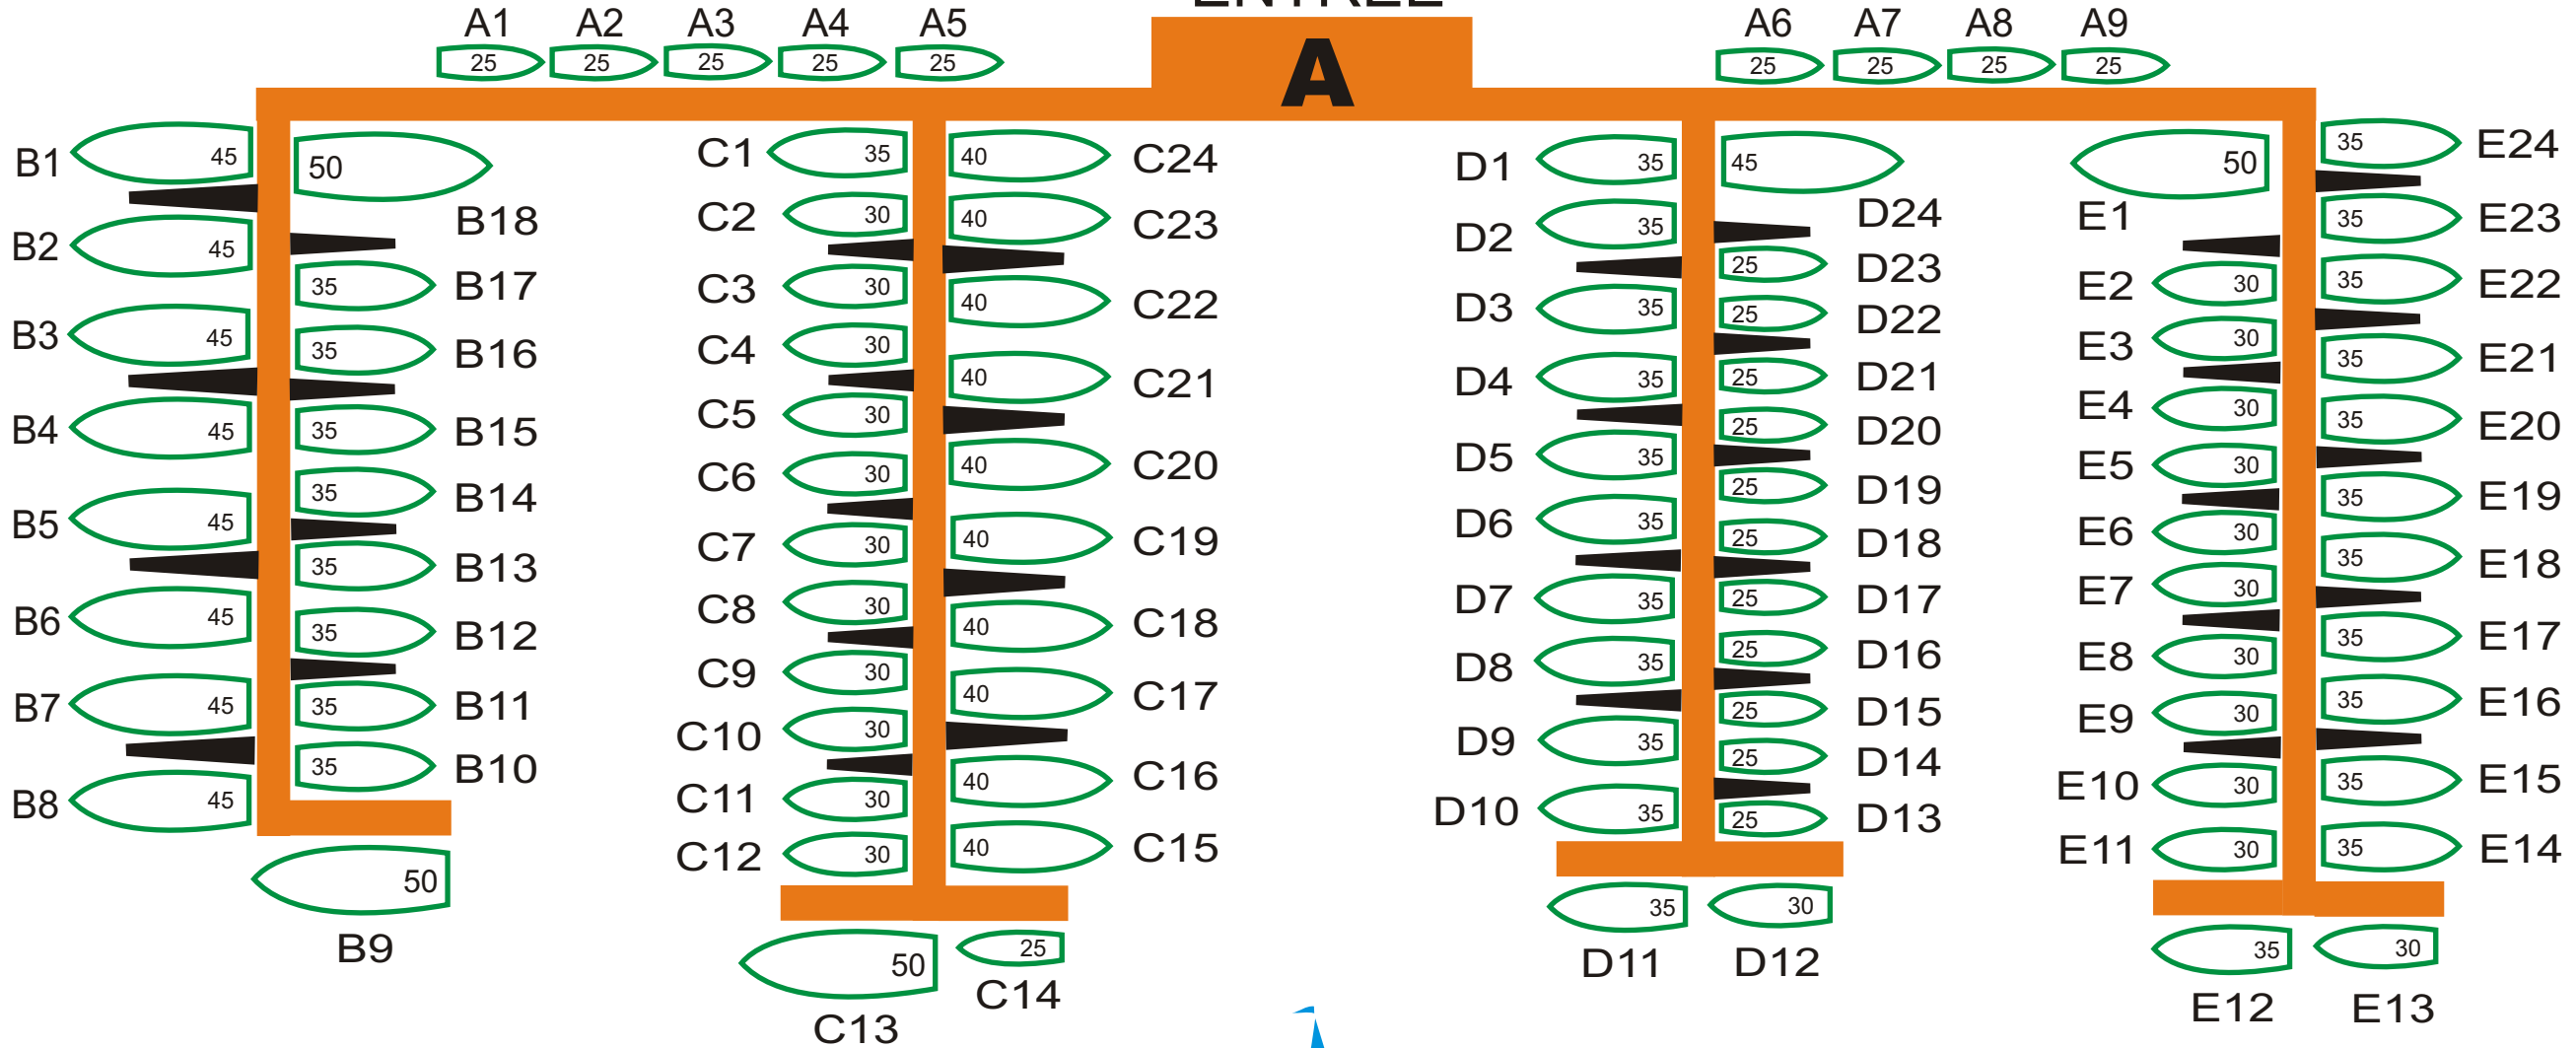 ENTREE
A1 A2 A3 A4 A5 A6 A7 A8 A9
25 25 25 25 25 25 25 25 25
A
B1 45
B2 45
B3 45
B4 45
B5 45
B6 45
B7 45
B8 45
50 B18
35 B17
35 B16
35 B15
35 B14
35 B13
35 B12
35 B11
35 B10
50
B9
C1 35
C2 30
C3 30
C4 30
C5 30
C6 30
C7 30
C8 30
C9 30
C10 30
C11 30
C12 30
40 C24
40 C23
40 C22
40 C21
40 C20
40 C19
40 C18
40 C17
40 C16
40 C15
50 25
C13 C14
D1 35
D2 35
D3 35
D4 35
D5 35
D6 35
D7 35
D8 35
D9 35
D10 35
45 D24
25 D23
25 D22
25 D21
25 D20
25 D19
25 D18
25 D17
25 D16
25 D15
25 D14
25 D13
35 30
D11 D12
E1 50
E2 30
E3 30
E4 30
E5 30
E6 30
E7 30
E8 30
E9 30
E10 30
E11 30
35 E24
35 E23
35 E22
35 E21
35 E20
35 E19
35 E18
35 E17
35 E16
35 E15
35 E14
35 30
E12 E13